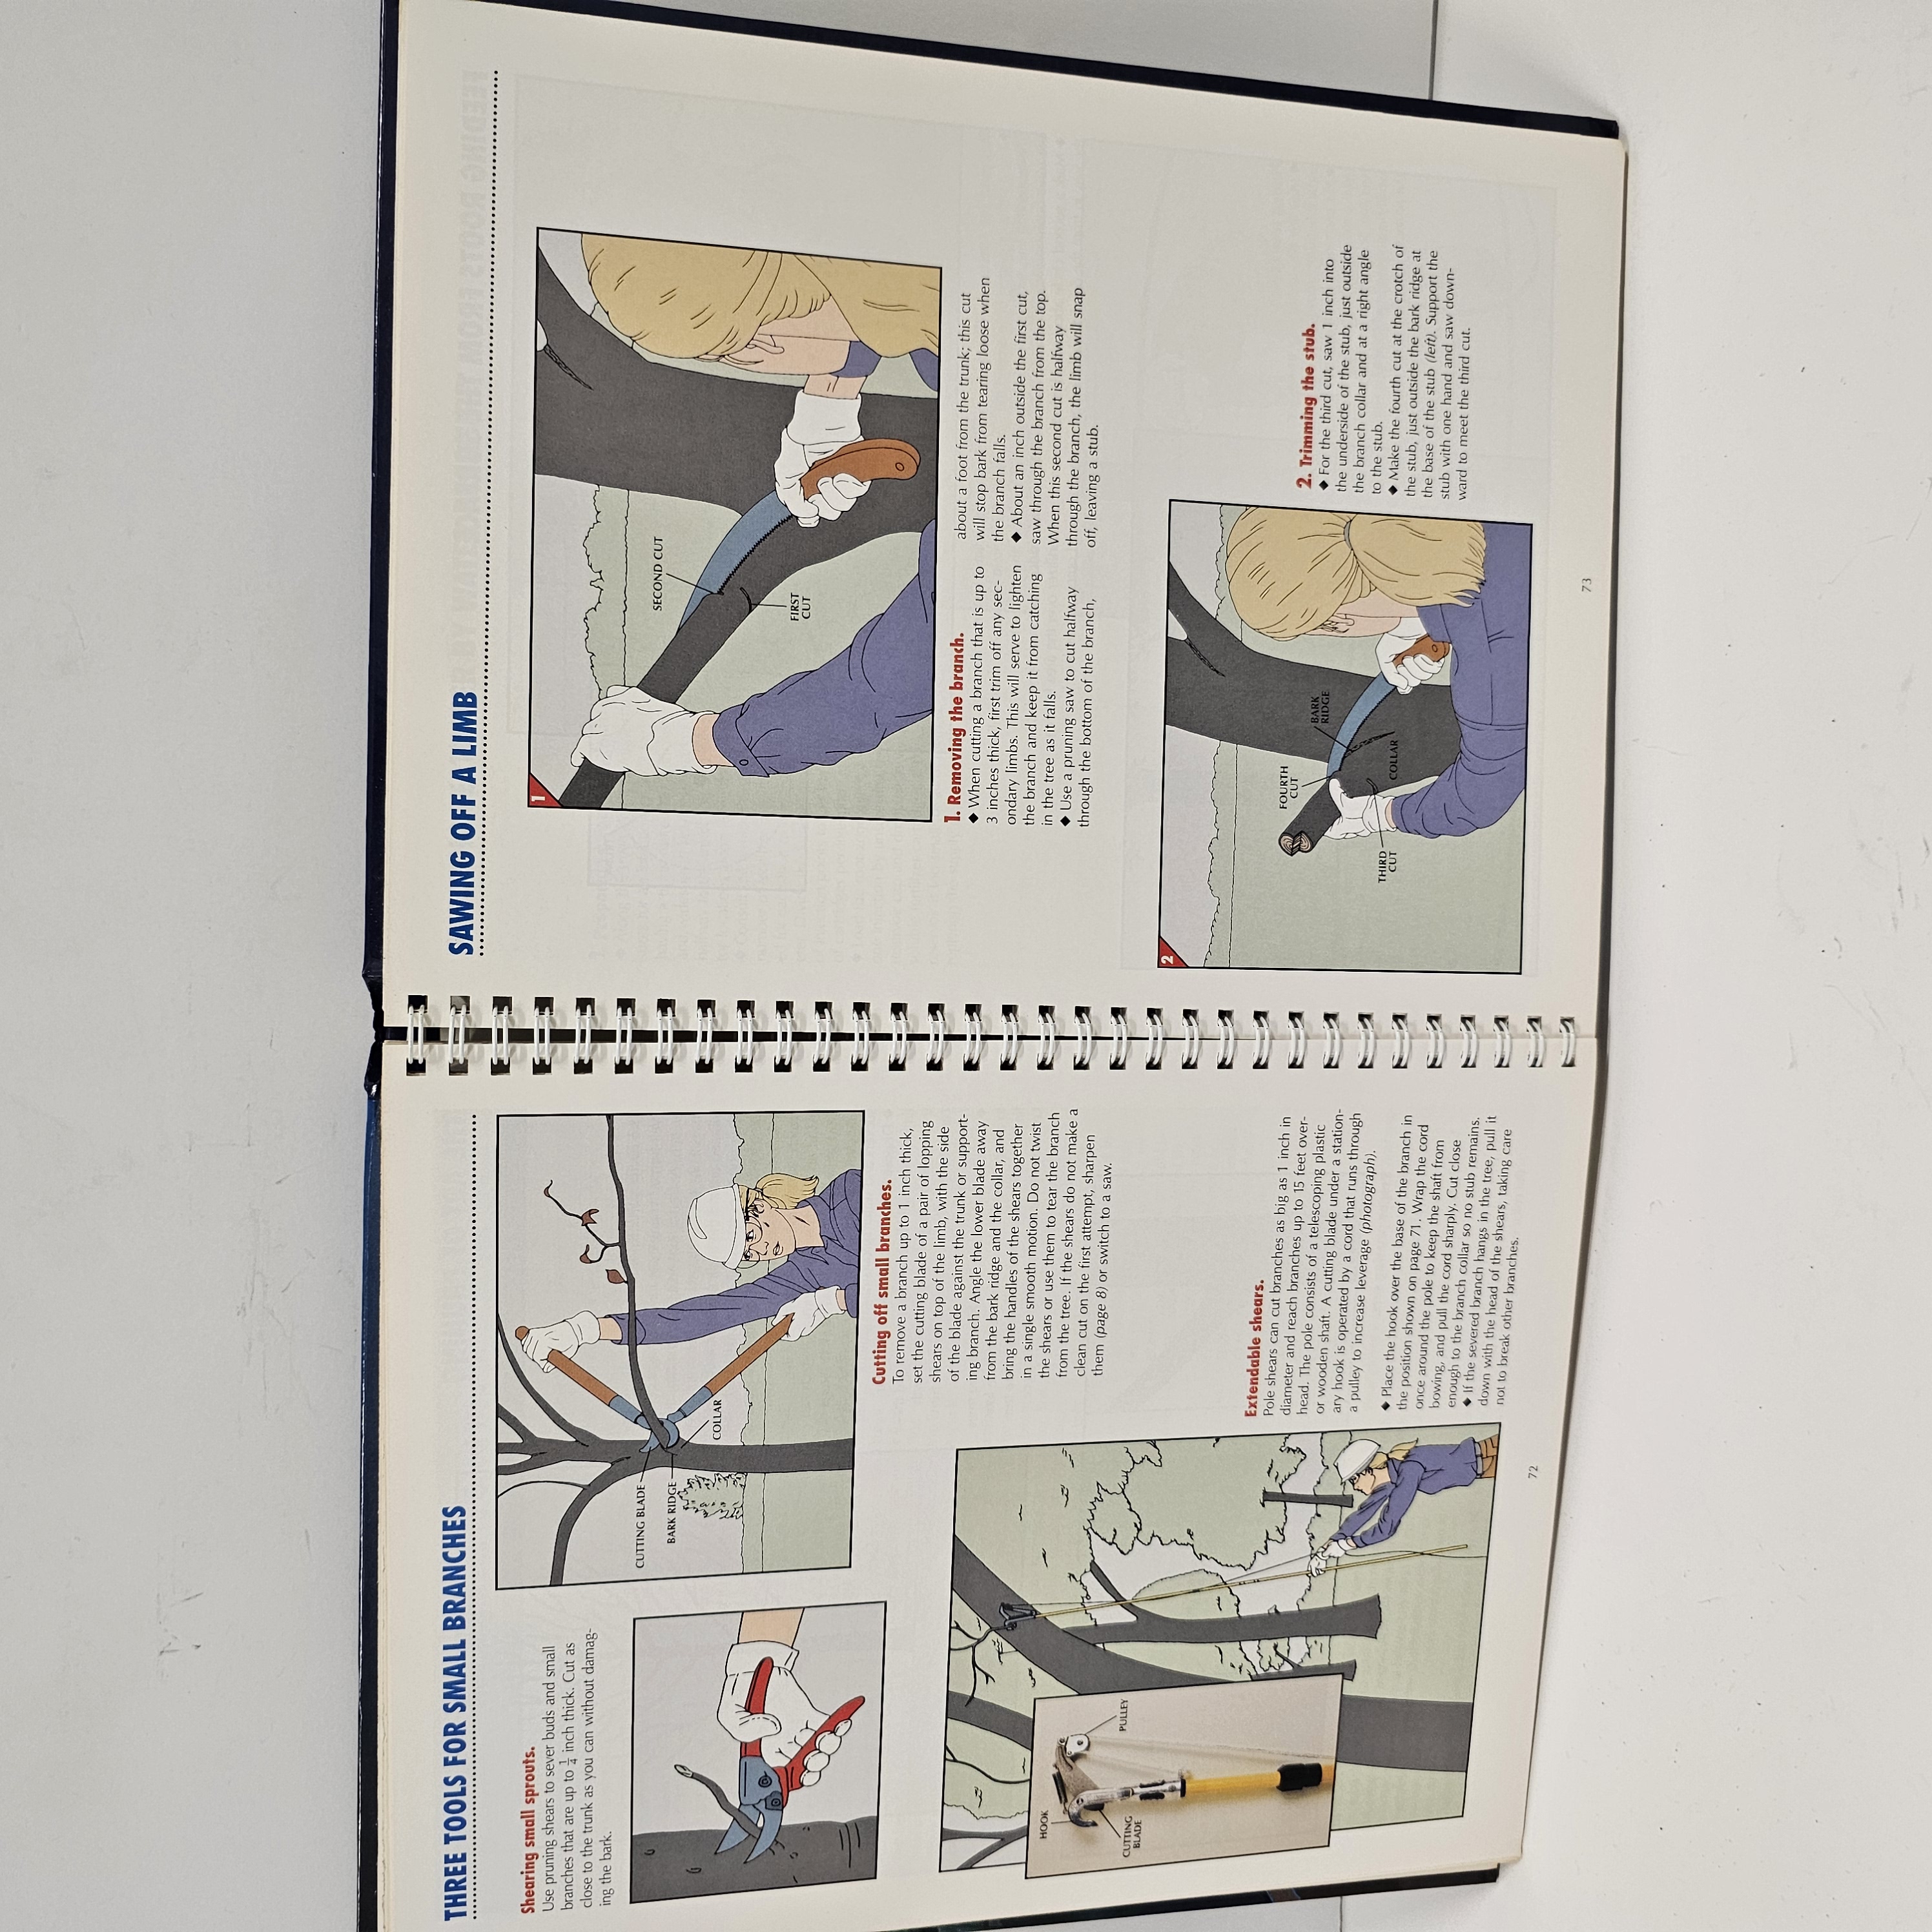 THREE TOOLS FOR SMALL BRANCHES
Shearing small sprouts.
Use pruning shears to sever buds and small
branches that are up to 1/4 inch thick. Cut as
close to the trunk as you can without damag-
ing the bark.
CUTTING BLADE
BARK RIDGE
COLLAR
Cutting off small branches.
To remove a branch up to 1 inch thick,
set the cutting blade of a pair of lopping
shears on top of the limb, with the side
of the blade against the trunk or support-
ing branch. Angle the lower blade away
from the bark ridge and the collar, and
bring the handles of the shears together
in a single smooth motion. Do not twist
the shears or use them to tear the branch
from the tree. If the shears do not make a
clean cut on the first attempt, sharpen
them (page 8) or switch to a saw.
HOOK
CUTTING
BLADE
PULLEY
Extendable shears.
Pole shears can cut branches as big as 1 inch in
diameter and reach branches up to 15 feet over-
head. The pole consists of a telescoping plastic
or wooden shaft. A cutting blade under a station-
ary hook is operated by a cord that runs through
a pulley to increase leverage (photograph).
◆ Place the hook over the base of the branch in
the position shown on page 71. Wrap the cord
once around the pole to keep the shaft from
bowing, and pull the cord sharply. Cut close
enough to the branch collar so no stub remains.
◆ If the severed branch hangs in the tree, pull it
down with the head of the shears, taking care
not to break other branches.
72
SAWING OFF A LIMB
1
SECOND CUT
FIRST
CUT
1. Removing the branch.
◆ When cutting a branch that is up to
3 inches thick, first trim off any sec-
ondary limbs. This will serve to lighten
the branch and keep it from catching
in the tree as it falls.
◆ Use a pruning saw to cut halfway
through the bottom of the branch,
about a foot from the trunk; this cut
will stop bark from tearing loose when
the branch falls.
◆ About an inch outside the first cut,
saw through the branch from the top.
When this second cut is halfway
through the branch, the limb will snap
off, leaving a stub.
2
FOURTH
CUT
BARK
RIDGE
THIRD
CUT
COLLAR
2. Trimming the stub.
◆ For the third cut, saw 1 inch into
the underside of the stub, just outside
the branch collar and at a right angle
to the stub.
◆ Make the fourth cut at the crotch of
the stub, just outside the bark ridge at
the base of the stub (left). Support the
stub with one hand and saw down-
ward to meet the third cut.
73